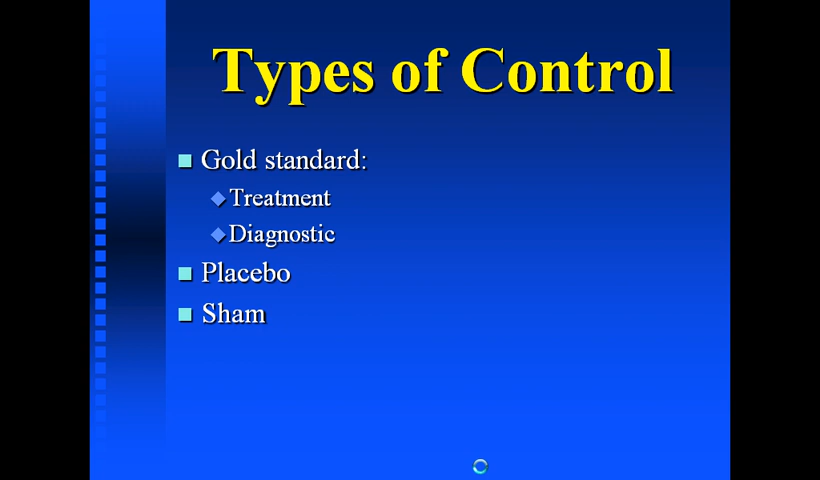 Types of Control
Gold standard:
Treatment
Diagnostic
Placebo
Sham